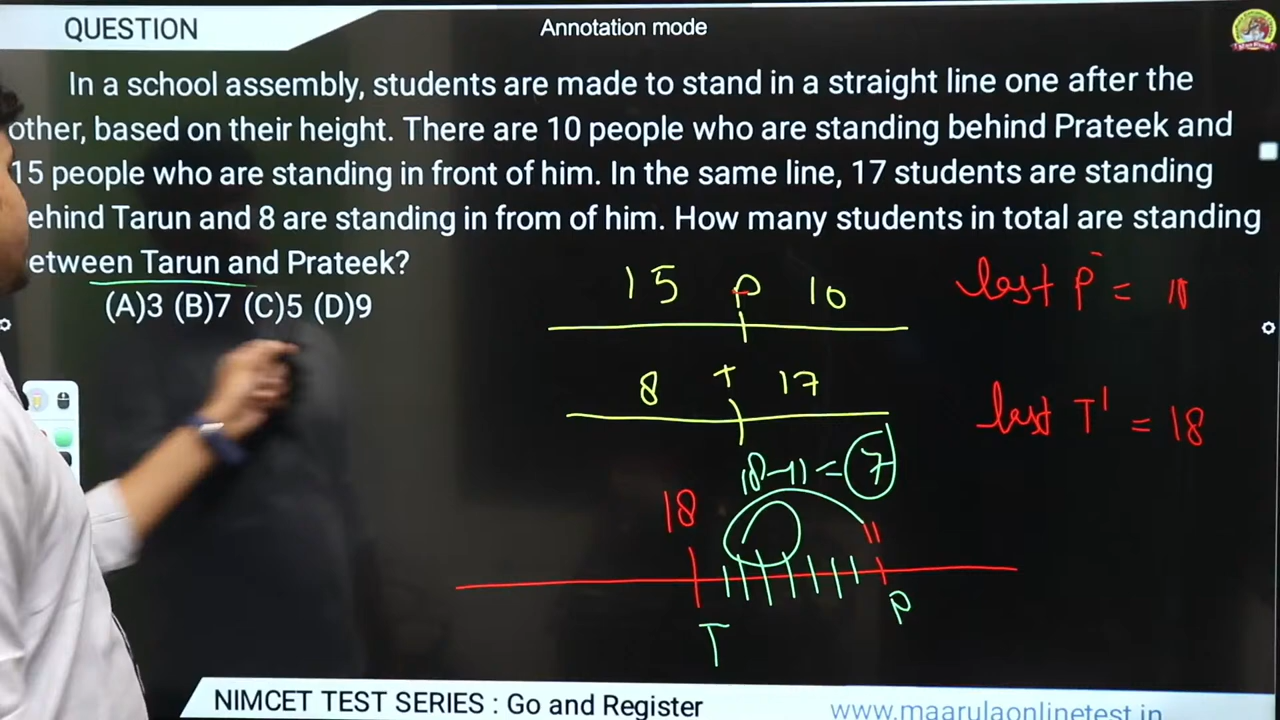 QUESTION
Annotation mode
In a school assembly, students are made to stand in a straight line one after the
other, based on their height. There are 10 people who are standing behind Prateek and
15 people who are standing in front of him. In the same line, 17 students are standing
ehind Tarun and 8 are standing in from of him. How many students in total are standing
etween Tarun and Prateek?
(A)3 (B)7 (C)5 (D)9
15 P 10
last P = 11
8 T 17
last T = 18
18-11 = 7
18 11
T P
NIMCET TEST SERIES : Go and Register
www.maarulaonlinetest.in